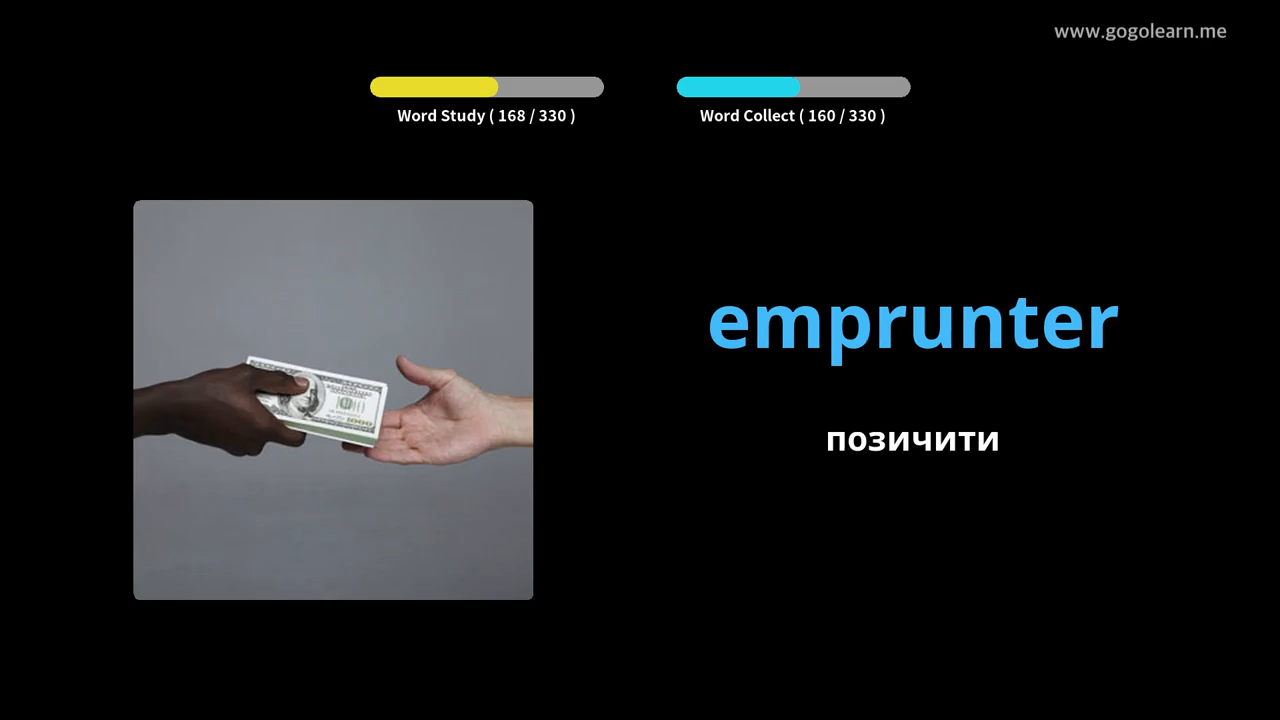 www.gogolearn.me
Word Study ( 168 / 330 )
Word Collect ( 160 / 330 )
emprunter
позичити